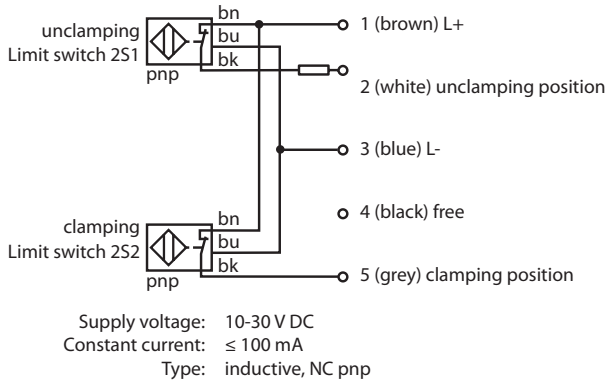 bn
1 (brown) L+
unclamping
bu
Limit switch 2S1
bk
pnp
2 (white) unclamping position
3 (blue) L-
4 (black) free
bn
clamping
bu
Limit switch 2S2
bk
5 (grey) clamping position
pnp
Supply voltage: 10-30 V DC
Constant current: ≤ 100 mA
Type: inductive, NC pnp